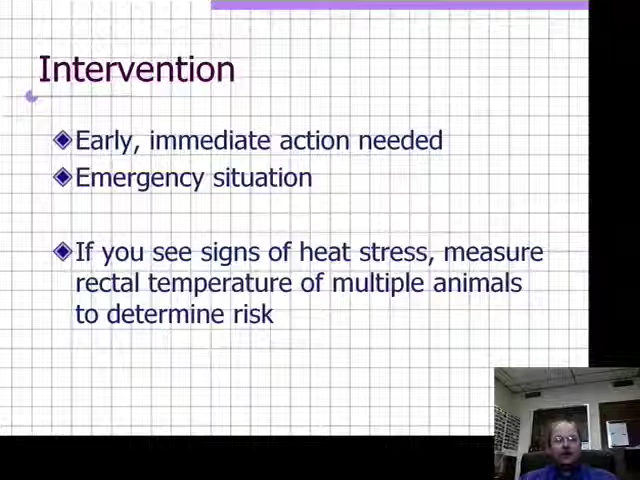 Intervention
Early, immediate action needed
Emergency situation
If you see signs of heat stress, measure
rectal temperature of multiple animals
to determine risk